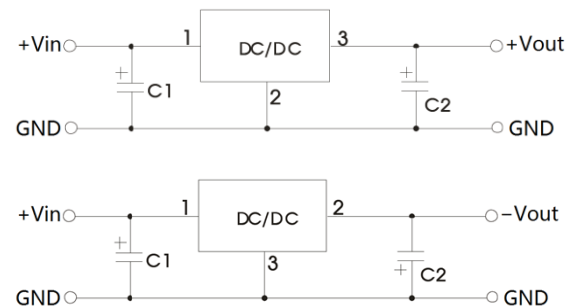 +Vin 1 DC/DC 3 +Vout
+ C1 2 + C2
GND GND
+Vin 1 DC/DC 2 −Vout
+ C1 3 + C2
GND GND